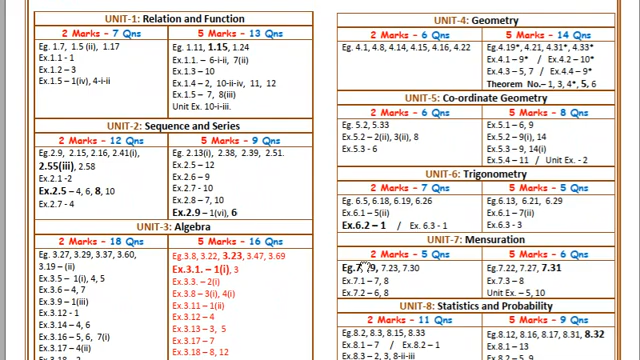 UNIT-1: Relation and Function
2 Marks - 7 Qns
5 Marks - 13 Qns
Eg. 1.7, 1.5 (ii), 1.17
Ex.1.1 - 1
Ex.1.2 – 3
Ex.1.5 – 1(iv), 4-i-ii
Eg. 1.11, 1.15, 1.24
Ex.1.1. – 6-i-ii, 7(ii)
Ex.1.3 – 10
Ex.1.4 – 2, 10-ii-iv, 11, 12
Ex.1.5 – 7, 8(iii)
Unit Ex. 10-i-iii.
UNIT-2: Sequence and Series
2 Marks - 12 Qns
5 Marks - 9 Qns
Eg.2.9, 2.15, 2.16, 2.41(i),
2.55(iii), 2.58
Ex.2.1 -2
Ex.2.5 – 4, 6, 8, 10
Ex.2.7 - 4
Eg. 2.13(i), 2.38, 2.39, 2.51.
Ex.2.5 – 12
Ex.2.6 – 9
Ex.2.7 - 10
Ex.2.8 – 7, 10
Ex.2.9 – 1(vi), 6
UNIT-3: Algebra
2 Marks - 18 Qns
5 Marks - 16 Qns
Eg. 3.27, 3.29, 3.37, 3.60,
3.19 – (ii)
Ex.3.5 – 1(i), 4, 5
Ex.3.6 – 4, 7
Ex.3.9 – 1(iii)
Ex.3.12 - 1
Ex.3.14 – 4, 6
Ex.3.16 – 5, 6, 7(i)
Ex.3.17 – 4(ii)
Eg.3.8, 3.22, 3.23, 3.47, 3.69
Ex.3.1. – 1(i), 3
Ex.3.3. – 2(i)
Ex.3.8 – 3(i), 4(i)
Ex.3.11 – 1(ii)
Ex.3.12 – 4
Ex.3.13 – 3, 5
Ex.3.17 – 7
Ex.3.18 – 8, 12
UNIT-4: Geometry
2 Marks - 6 Qns
5 Marks - 14 Qns
Eg. 4.1, 4.8, 4.14, 4.15, 4.16, 4.22
Eg.4.19*, 4.21, 4.31*, 4.33*
Ex.4.1 – 9* / Ex.4.2 – 10*
Ex.4.3 – 5, 7 / Ex.4.4 – 9*
Theorem No.– 1, 3, 4*, 5, 6
UNIT-5: Co-ordinate Geometry
2 Marks - 6 Qns
5 Marks - 8 Qns
Eg. 5.2, 5.33
Ex.5.2 – 2(ii), 3(ii), 8
Ex.5.3 - 6
Ex.5.1 – 6, 9
Ex.5.2 – 9(i), 14
Ex.5.3 – 9, 14(i)
Ex.5.4 – 11 / Unit Ex. - 2
UNIT-6: Trigonometry
2 Marks - 7 Qns
5 Marks - 5 Qns
Eg. 6.5, 6.18, 6.19, 6.26
Ex.6.1 – 5(ii)
Ex.6.2 – 1 / Ex.6.3 - 1
Eg.6.13, 6.21, 6.29
Ex.6.1 – 7(ii)
Ex.6.3 - 3
UNIT-7: Mensuration
2 Marks - 5 Qns
5 Marks - 5 Qns
7.23, 7.30
Ex.7.1 – 7, 8
Ex.7.2 – 6, 8
Eg.7.22, 7.27, 7.31
Ex.7.3 – 8
Unit Ex. – 5, 10
UNIT-8: Statistics and Probability
2 Marks - 11 Qns
5 Marks - 9 Qns
Eg.8.2, 8.3, 8.15, 8.33
Ex.8.1 – 7 / Ex.8.2 – 1
Ex.8.3 – 2, 3, 8-ii-iii
Eg.8.12, 8.16, 8.17, 8.31, 8.32
Ex.8.1 – 13